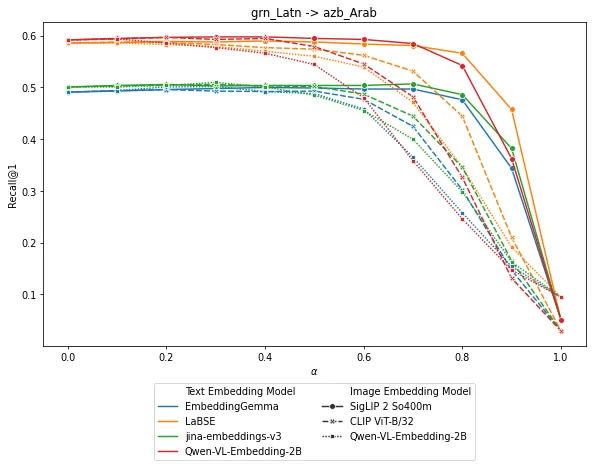 grn_Latn -> azb_Arab
Recall@1
0.6
0.5
0.4
0.3
0.2
0.1
0.0 0.2 0.4 0.6 0.8 1.0
α
Text Embedding Model Image Embedding Model
EmbeddingGemma SigLIP 2 So400m
LaBSE CLIP ViT-B/32
jina-embeddings-v3 Qwen-VL-Embedding-2B
Qwen-VL-Embedding-2B